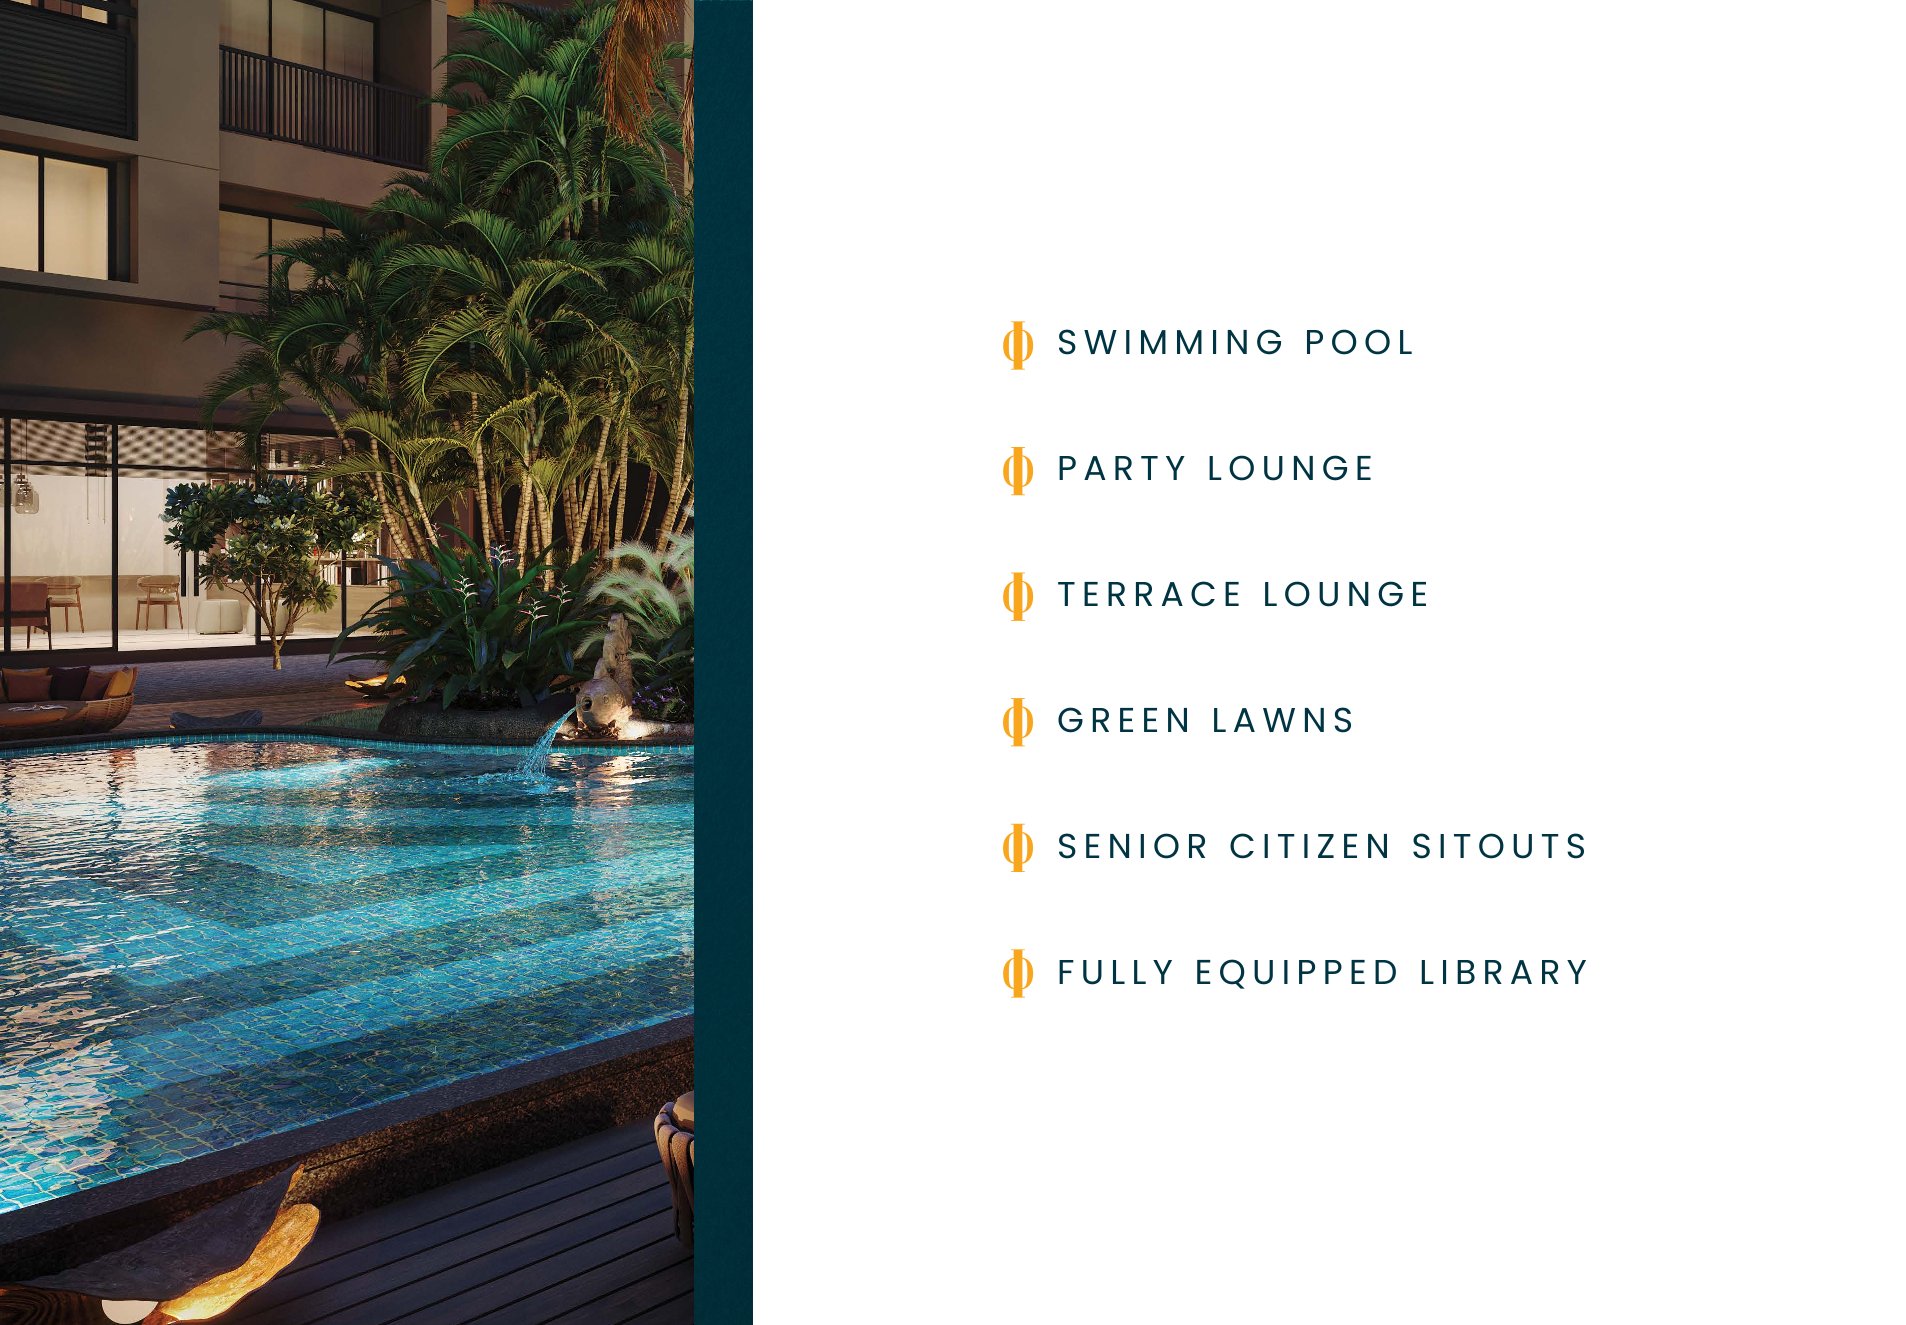 SWIMMING POOL
PARTY LOUNGE
TERRACE LOUNGE
GREEN LAWNS
SENIOR CITIZEN SITOUTS
FULLY EQUIPPED LIBRARY